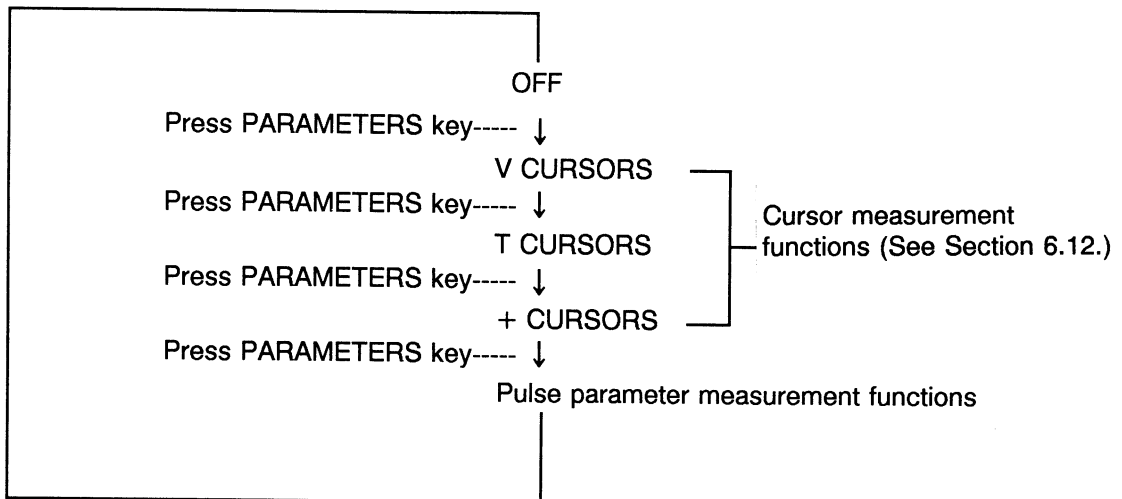 OFF
Press PARAMETERS key----- ↓
V CURSORS
Press PARAMETERS key----- ↓
T CURSORS
Press PARAMETERS key----- ↓
+ CURSORS
Press PARAMETERS key----- ↓
Pulse parameter measurement functions
Cursor measurement
functions (See Section 6.12.)